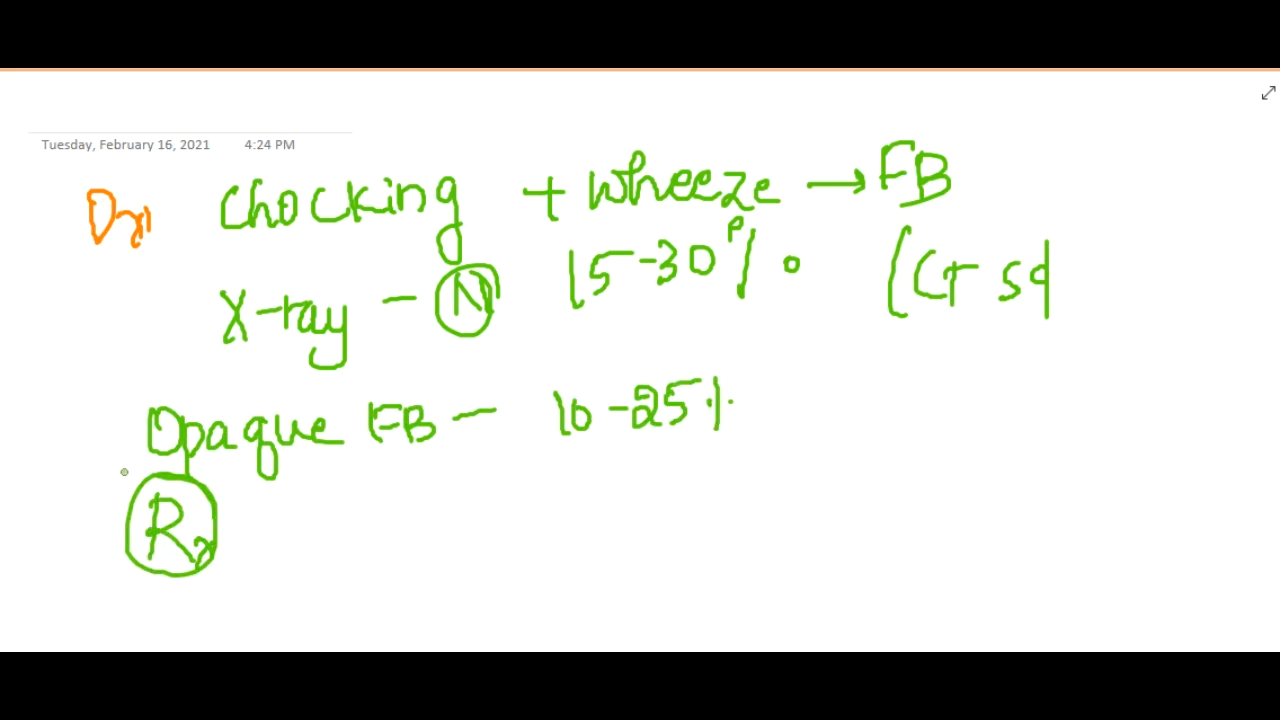 Tuesday, February 16, 2021 4:24 PM
Dx Chocking + wheeze → FB
X-ray - N 15-30% (CT
Opaque FB - 10-25%
Rx